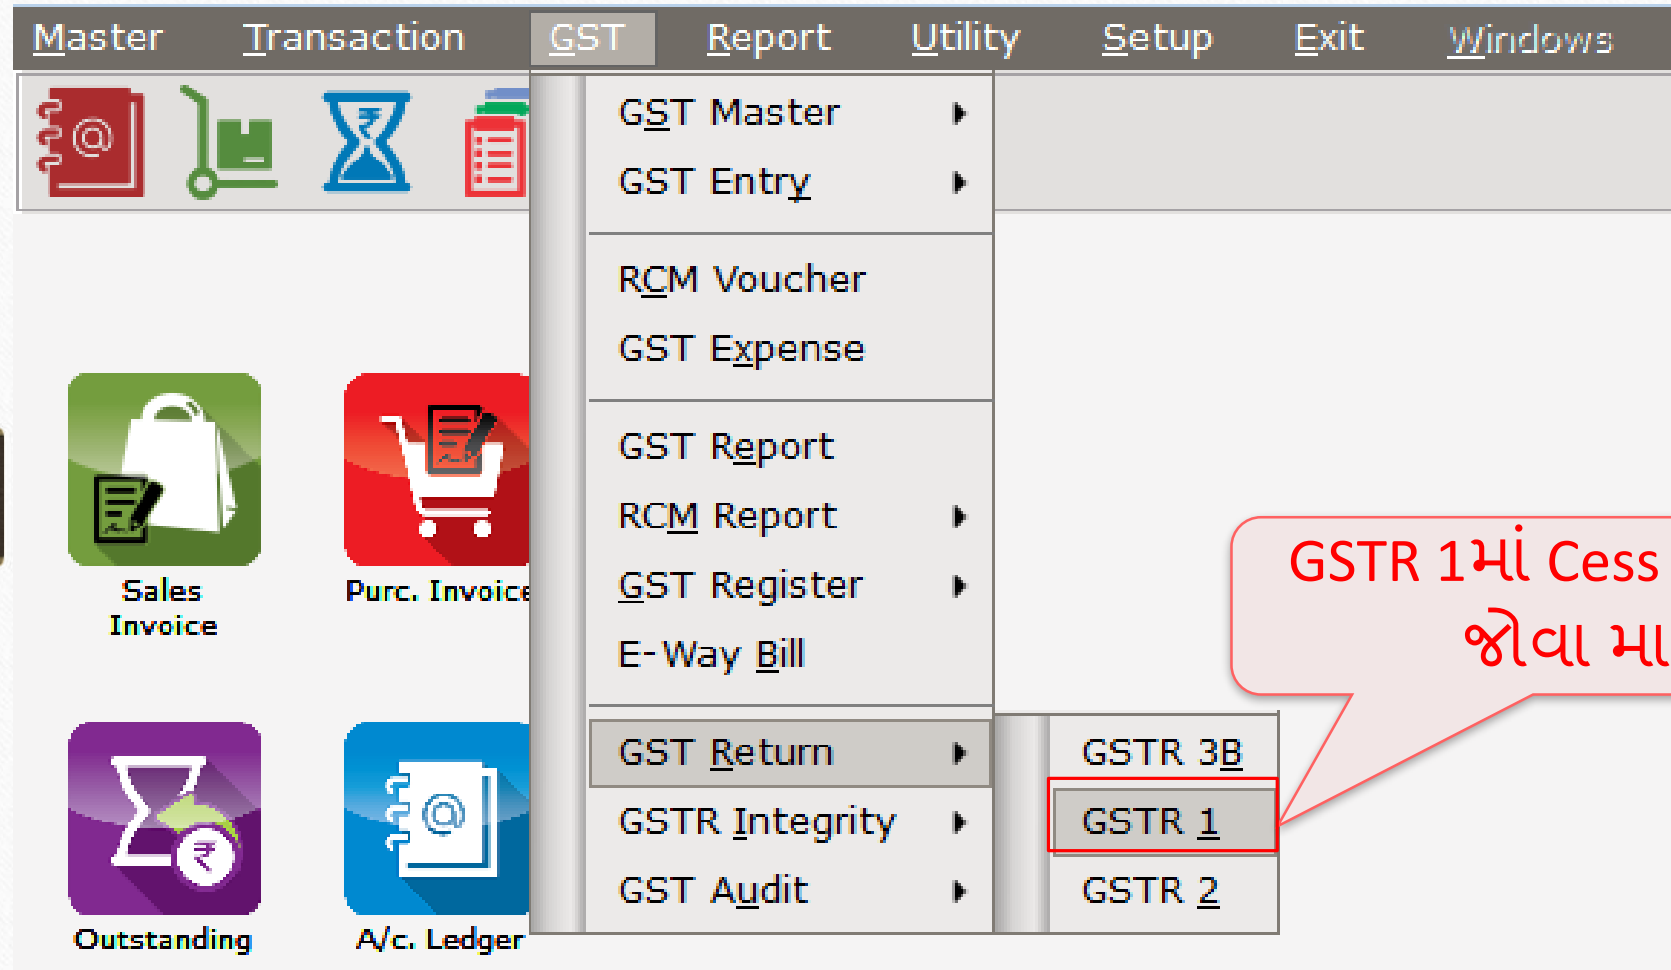 Master Transaction GST Report Utility Setup Exit Windows
GST Master
GST Entry
RCM Voucher
GST Expense
GST Report
RCM Report
GST Register
E-Way Bill
GST Return
GSTR Integrity
GST Audit
GSTR 3B
GSTR 1
GSTR 2
Sales
Invoice
Purc. Invoice
Outstanding
A/c. Ledger
GSTR 1માં Cess
જોવા